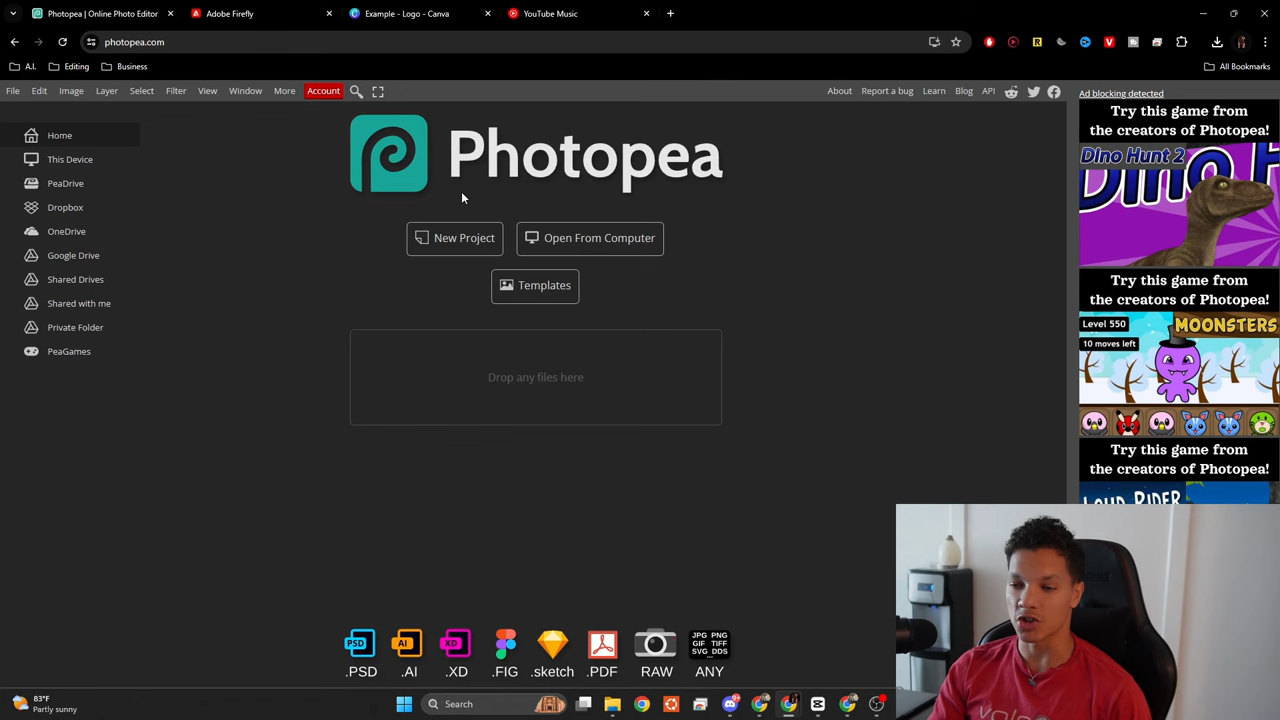 Photopea | Online Photo Editor
Adobe Firefly
Example - Logo - Canva
YouTube Music
photopea.com
A.I.
Editing
Business
All Bookmarks
File Edit Image Layer Select Filter View Window More Account
About Report a bug Learn Blog API
Ad blocking detected
Home
This Device
PeaDrive
Dropbox
OneDrive
Google Drive
Shared Drives
Shared with me
Private Folder
PeaGames
Photopea
New Project
Open From Computer
Templates
Drop any files here
Try this game from
the creators of Photopea!
Dino Hunt 2
Try this game from
the creators of Photopea!
Level 550
MOONSTERS
10 moves left
Try this game from
the creators of Photopea!
LOUD RIDER
PSD
AI
XD
JPG PNG
GIF TIFF
SVG DDS
.PSD
.AI
.XD
.FIG
.sketch
.PDF
RAW
ANY
83°F
Partly sunny
Search